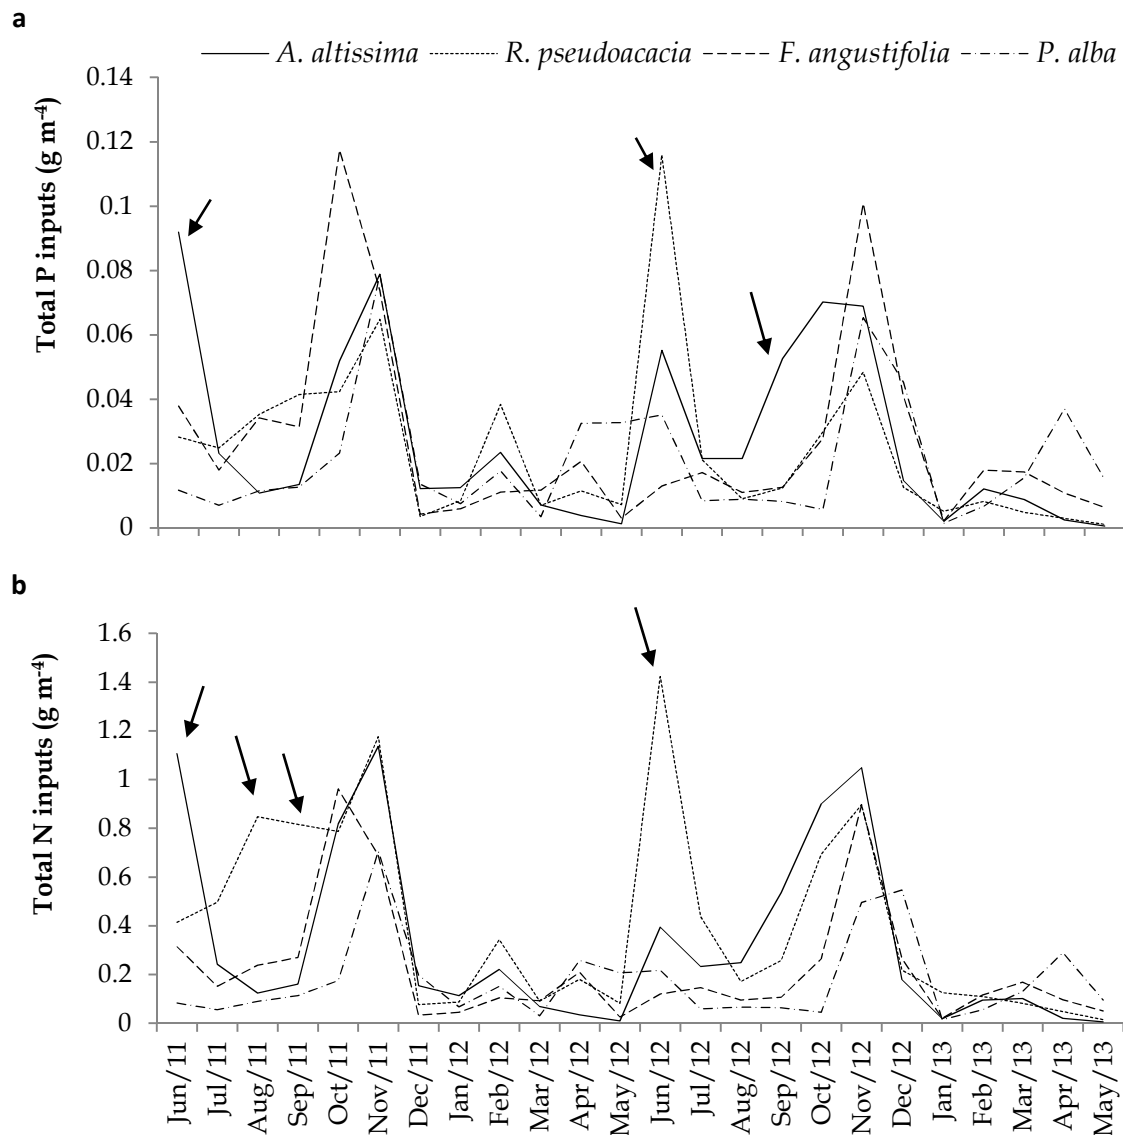 a
A. altissima R. pseudoacacia F. angustifolia P. alba
Total P inputs (g m-4)
0.14
0.12
0.1
0.08
0.06
0.04
0.02
0
b
Total N inputs (g m-4)
1.6
1.4
1.2
1
0.8
0.6
0.4
0.2
0
Jun/11
Jul/11
Aug/11
Sep/11
Oct/11
Nov/11
Dec/11
Jan/12
Feb/12
Mar/12
Apr/12
May/12
Jun/12
Jul/12
Aug/12
Sep/12
Oct/12
Nov/12
Dec/12
Jan/13
Feb/13
Mar/13
Apr/13
May/13